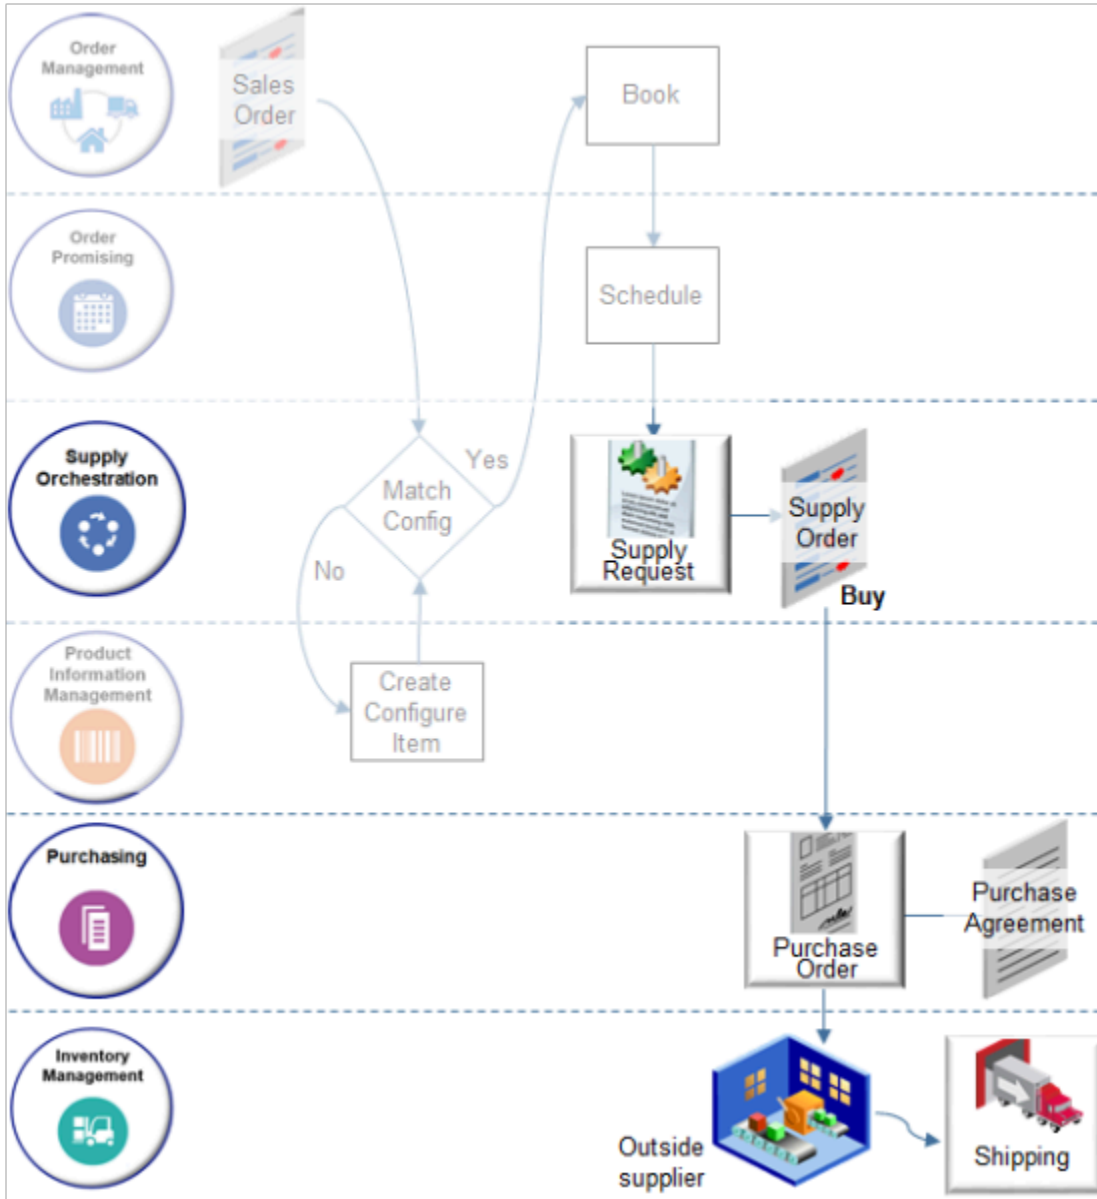 Order
Management
Sales
Order
Book
Order
Promising
Schedule
Supply
Orchestration
Match
Config
Yes
No
Supply
Request
Supply
Order
Buy
Product
Information
Management
Create
Configure
Item
Purchasing
Purchase
Order
Purchase
Agreement
Inventory
Management
Outside
supplier
Shipping